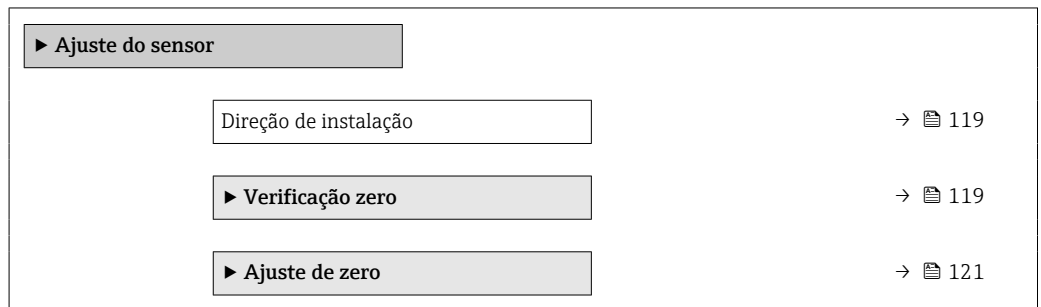 ▶ Ajuste do sensor
Direção de instalação → 119
▶ Verificação zero → 119
▶ Ajuste de zero → 121